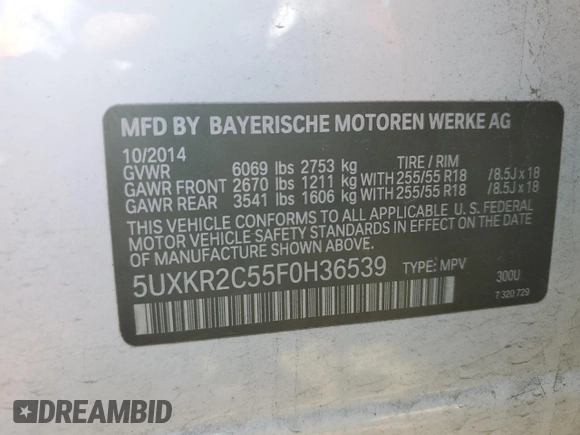 MFD BY BAYERISCHE MOTOREN WERKE AG
10/2014
GVWR 6069 lbs 2753 kg TIRE / RIM
GAWR FRONT 2670 lbs 1211 kg WITH 255/55 R18 /8.5J x 18
GAWR REAR 3541 lbs 1606 kg WITH 255/55 R18 /8.5J x 18
THIS VEHICLE CONFORMS TO ALL APPLICABLE U. S. FEDERAL
MOTOR VEHICLE SAFETY STANDARDS IN EFFECT ON THE DATE
OF MANUFACTURE SHOWN ABOVE.
5UXKR2C55F0H36539 TYPE: MPV 300U
7 320 729
DREAMBID